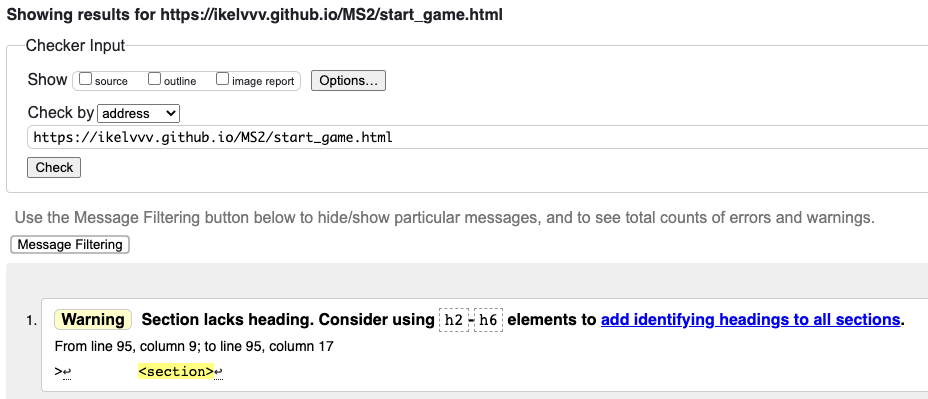 Showing results for https://ikelvvv.github.io/MS2/start_game.html
Checker Input
Show source outline image report Options...
Check by address
https://ikelvvv.github.io/MS2/start_game.html
Check
Use the Message Filtering button below to hide/show particular messages, and to see total counts of errors and warnings.
Message Filtering
1. Warning Section lacks heading. Consider using h2-h6 elements to add identifying headings to all sections.
From line 95, column 9; to line 95, column 17
>↩ <section>↩